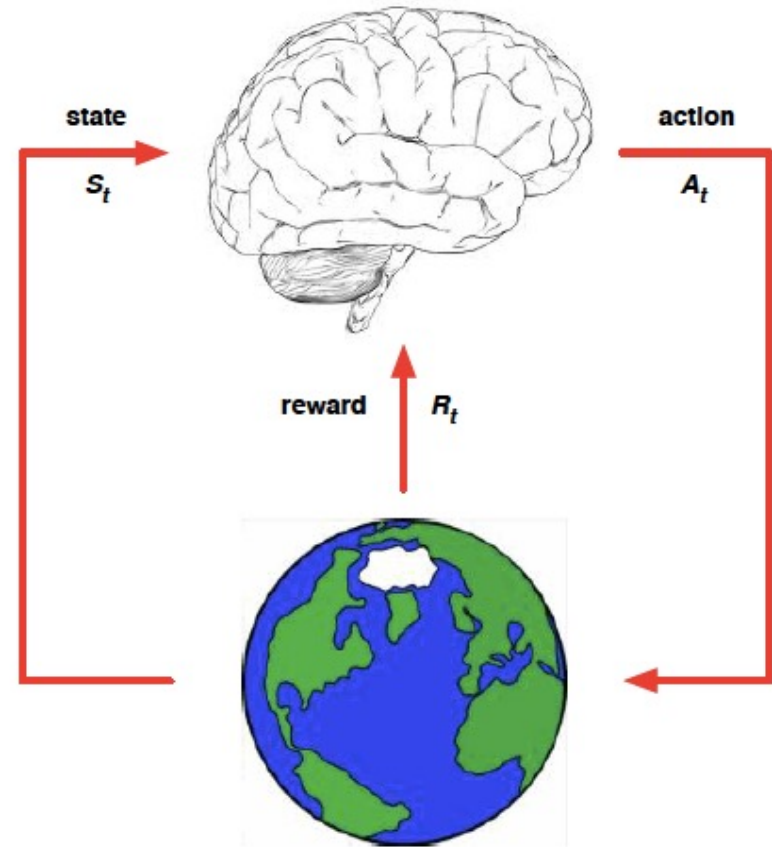 state
S_t
action
A_t
reward
R_t